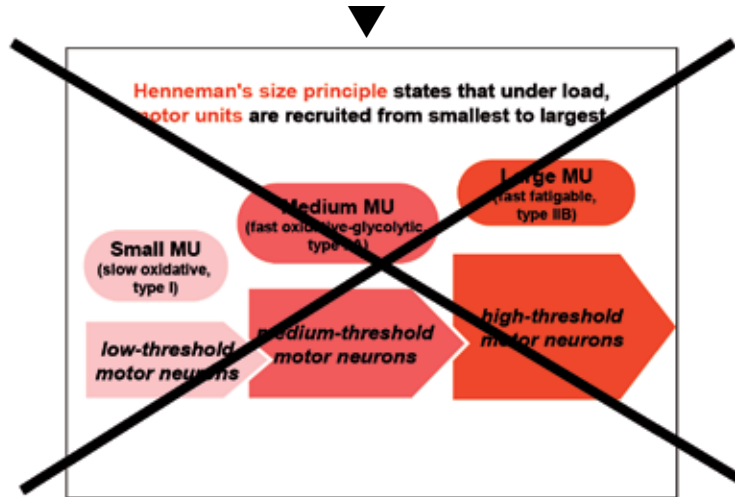 Henneman's size principle states that under load,
motor units are recruited from smallest to largest
Large MU
(fast fatigable,
type IIB)
Medium MU
(fast oxidative-glycolytic,
type IIA)
Small MU
(slow oxidative,
type I)
high-threshold
motor neurons
medium-threshold
motor neurons
low-threshold
motor neurons